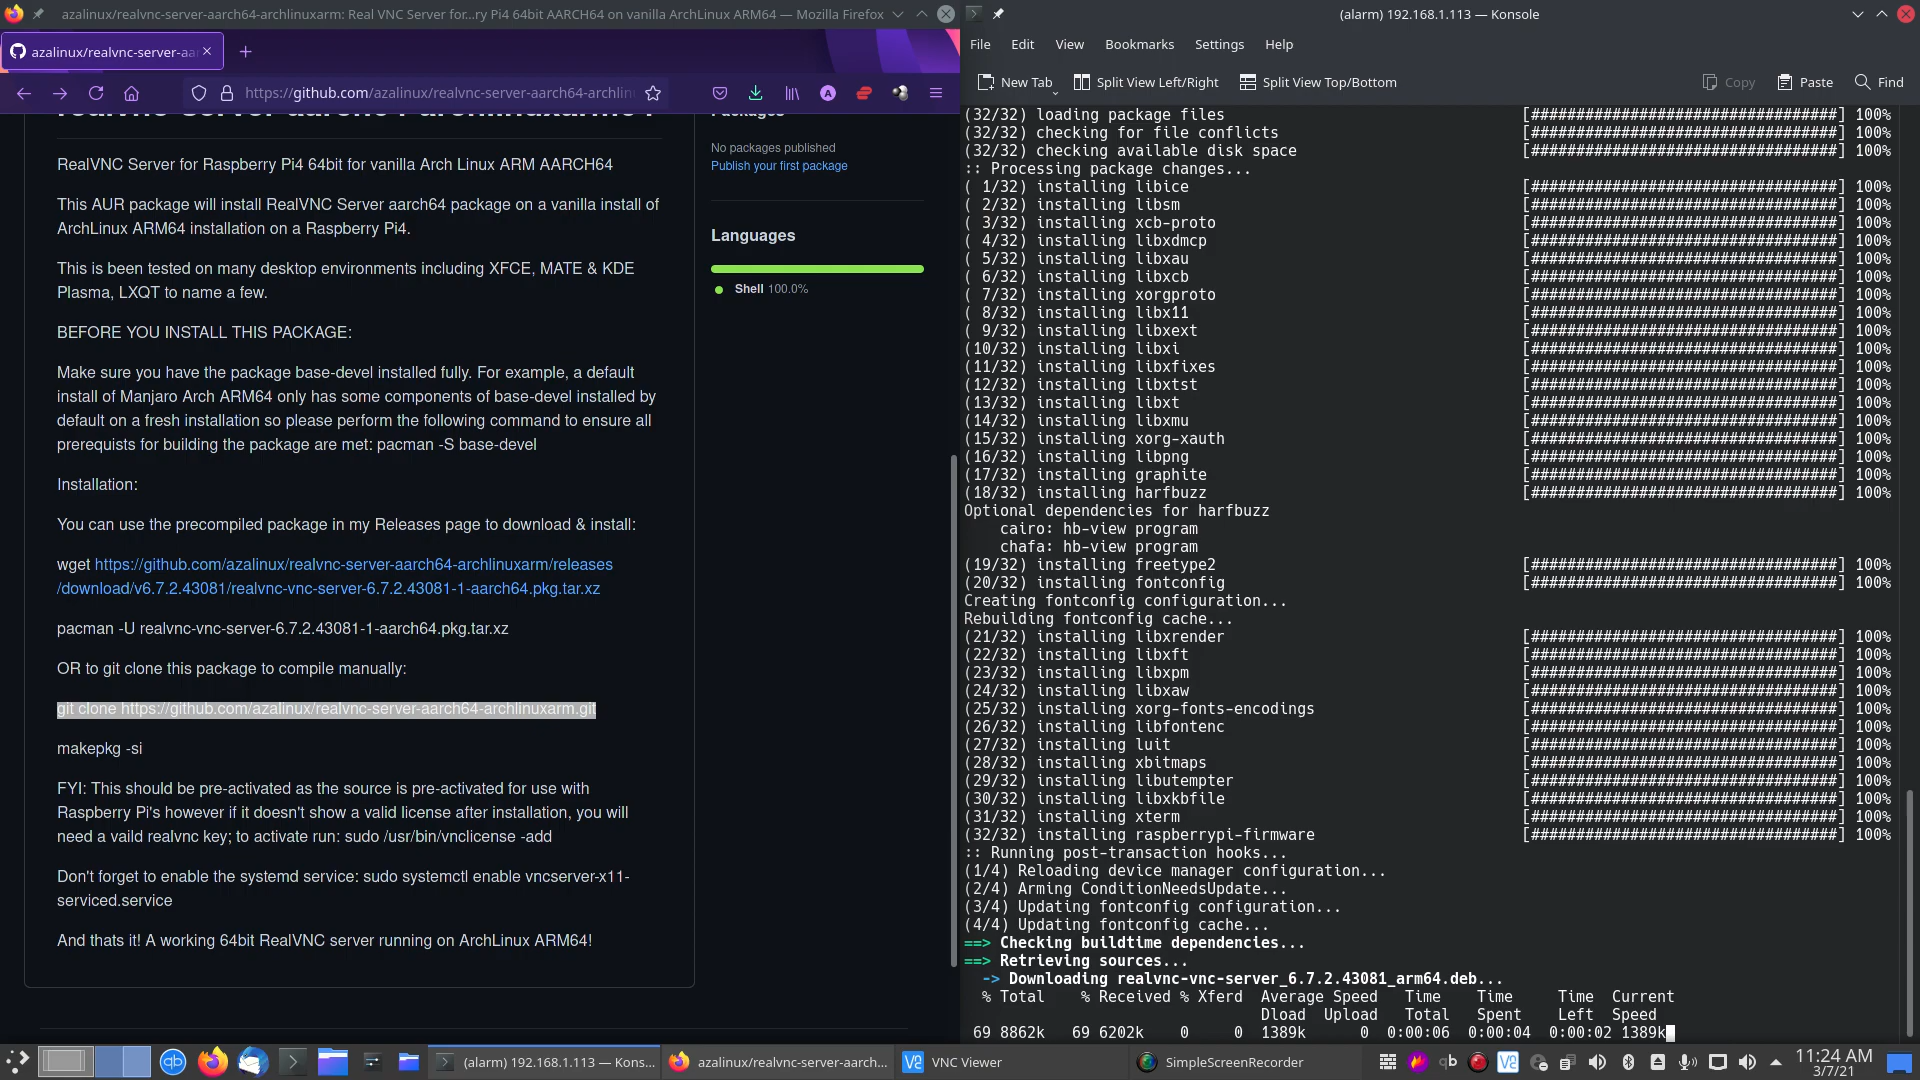 azalinux/realvnc-server-aarch64-archlinuxarm: Real VNC Server for...ry Pi4 64bit AARCH64 on vanilla ArchLinux ARM64 — Mozilla Firefox
azalinux/realvnc-server-aa
https://github.com/azalinux/realvnc-server-aarch64-archlin
RealVNC Server for Raspberry Pi4 64bit for vanilla Arch Linux ARM AARCH64
This AUR package will install RealVNC Server aarch64 package on a vanilla install of
ArchLinux ARM64 installation on a Raspberry Pi4.
This is been tested on many desktop environments including XFCE, MATE & KDE
Plasma, LXQT to name a few.
BEFORE YOU INSTALL THIS PACKAGE:
Make sure you have the package base-devel installed fully. For example, a default
install of Manjaro Arch ARM64 only has some components of base-devel installed by
default on a fresh installation so please perform the following command to ensure all
prerequists for building the package are met: pacman -S base-devel
Installation:
You can use the precompiled package in my Releases page to download & install:
wget https://github.com/azalinux/realvnc-server-aarch64-archlinuxarm/releases
/download/v6.7.2.43081/realvnc-vnc-server-6.7.2.43081-1-aarch64.pkg.tar.xz
pacman -U realvnc-vnc-server-6.7.2.43081-1-aarch64.pkg.tar.xz
OR to git clone this package to compile manually:
git clone https://github.com/azalinux/realvnc-server-aarch64-archlinuxarm.git
makepkg -si
FYI: This should be pre-activated as the source is pre-activated for use with
Raspberry Pi's however if it doesn't show a valid license after installation, you will
need a vaild realvnc key; to activate run: sudo /usr/bin/vnclicense -add
Don't forget to enable the systemd service: sudo systemctl enable vncserver-x11-
serviced.service
And thats it! A working 64bit RealVNC server running on ArchLinux ARM64!
Packages
No packages published
Publish your first package
Languages
Shell 100.0%
(alarm) 192.168.1.113 — Konsole
File Edit View Bookmarks Settings Help
New Tab Split View Left/Right Split View Top/Bottom Copy Paste Find
(32/32) loading package files [##################################] 100%
(32/32) checking for file conflicts [##################################] 100%
(32/32) checking available disk space [##################################] 100%
:: Processing package changes...
( 1/32) installing libice [##################################] 100%
( 2/32) installing libsm [##################################] 100%
( 3/32) installing xcb-proto [##################################] 100%
( 4/32) installing libxdmcp [##################################] 100%
( 5/32) installing libxau [##################################] 100%
( 6/32) installing libxcb [##################################] 100%
( 7/32) installing xorgproto [##################################] 100%
( 8/32) installing libx11 [##################################] 100%
( 9/32) installing libxext [##################################] 100%
(10/32) installing libxi [##################################] 100%
(11/32) installing libxfixes [##################################] 100%
(12/32) installing libxtst [##################################] 100%
(13/32) installing libxt [##################################] 100%
(14/32) installing libxmu [##################################] 100%
(15/32) installing xorg-xauth [##################################] 100%
(16/32) installing libpng [##################################] 100%
(17/32) installing graphite [##################################] 100%
(18/32) installing harfbuzz [##################################] 100%
Optional dependencies for harfbuzz
cairo: hb-view program
chafa: hb-view program
(19/32) installing freetype2 [##################################] 100%
(20/32) installing fontconfig [##################################] 100%
Creating fontconfig configuration...
Rebuilding fontconfig cache...
(21/32) installing libxrender [##################################] 100%
(22/32) installing libxft [##################################] 100%
(23/32) installing libxpm [##################################] 100%
(24/32) installing libxaw [##################################] 100%
(25/32) installing xorg-fonts-encodings [##################################] 100%
(26/32) installing libfontenc [##################################] 100%
(27/32) installing luit [##################################] 100%
(28/32) installing xbitmaps [##################################] 100%
(29/32) installing libutempter [##################################] 100%
(30/32) installing libxkbfile [##################################] 100%
(31/32) installing xterm [##################################] 100%
(32/32) installing raspberrypi-firmware [##################################] 100%
:: Running post-transaction hooks...
(1/4) Reloading device manager configuration...
(2/4) Arming ConditionNeedsUpdate...
(3/4) Updating fontconfig configuration...
(4/4) Updating fontconfig cache...
==> Checking buildtime dependencies...
==> Retrieving sources...
-> Downloading realvnc-vnc-server_6.7.2.43081_arm64.deb...
% Total % Received % Xferd Average Speed Time Time Time Current
Dload Upload Total Spent Left Speed
69 8862k 69 6202k 0 0 1389k 0 0:00:06 0:00:04 0:00:02 1389k
(alarm) 192.168.1.113 — Kons...
azalinux/realvnc-server-aarch...
VNC Viewer
SimpleScreenRecorder
11:24 AM
3/7/21